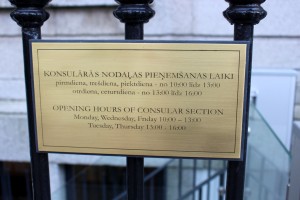 KONSULĀRĀS NODAĻAS PIEŅEMŠANAS LAIKI
pirmdiena, trešdiena, piektdiena - no 10:00 līdz 13:00
otrdiena, ceturtdiena - no 13:00 līdz 16:00
OPENING HOURS OF CONSULAR SECTION
Monday, Wednesday, Friday 10:00 - 13:00
Tuesday, Thursday 13:00 - 16:00